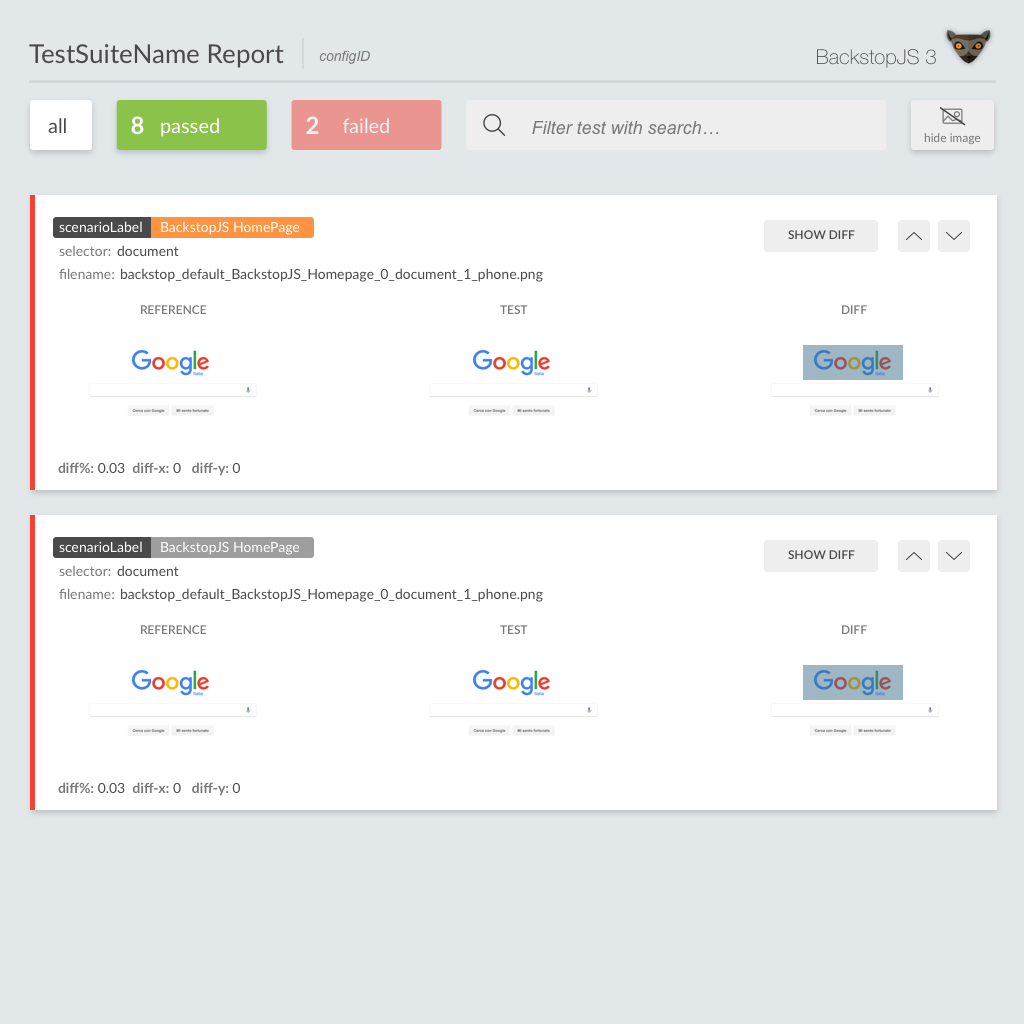 TestSuiteName Report configID BackstopJS 3
all 8 passed 2 failed Filter test with search… hide image
scenarioLabel BackstopJS HomePage SHOW DIFF
selector: document
filename: backstop_default_BackstopJS_Homepage_0_document_1_phone.png
REFERENCE TEST DIFF
Google Google Google
Italia Italia Italia
Cerca con Google Mi sento fortunato Cerca con Google Mi sento fortunato Cerca con Google Mi sento fortunato
diff%: 0.03 diff-x: 0 diff-y: 0
scenarioLabel BackstopJS HomePage SHOW DIFF
selector: document
filename: backstop_default_BackstopJS_Homepage_0_document_1_phone.png
REFERENCE TEST DIFF
Google Google Google
Italia Italia Italia
Cerca con Google Mi sento fortunato Cerca con Google Mi sento fortunato Cerca con Google Mi sento fortunato
diff%: 0.03 diff-x: 0 diff-y: 0